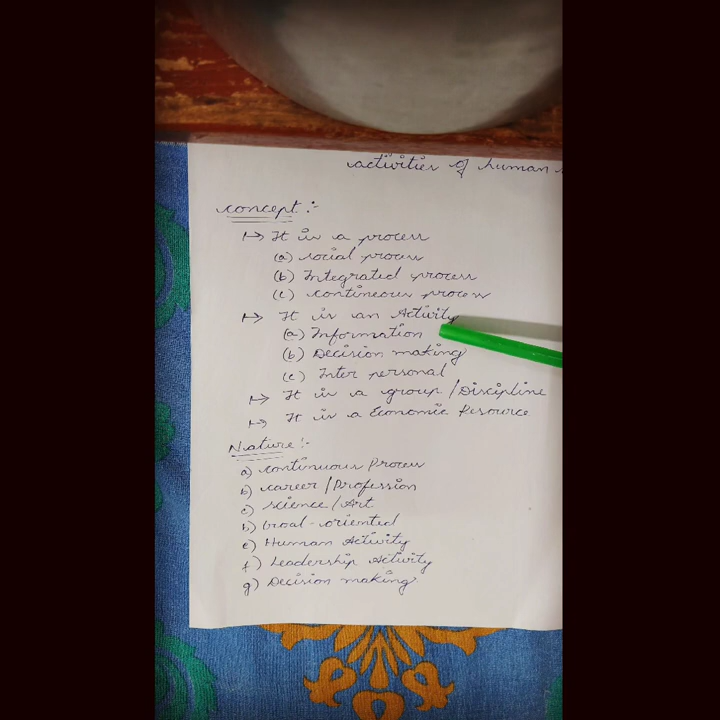 activities of human
concept :-
↦ It is a process
(a) social process
(b) Integrated process
(c) contineous process
↦ It is an Activity
(a) Information
(b) Decision making
(c) Inter personal
↦ It is a group / Discipline
↦ It is a Economic Resource
Nature :-
a) continuous Process
b) career / Profession
c) science / Art
b) Goal-oriented
e) Human Activity
f) Leadership Activity
g) Decision making